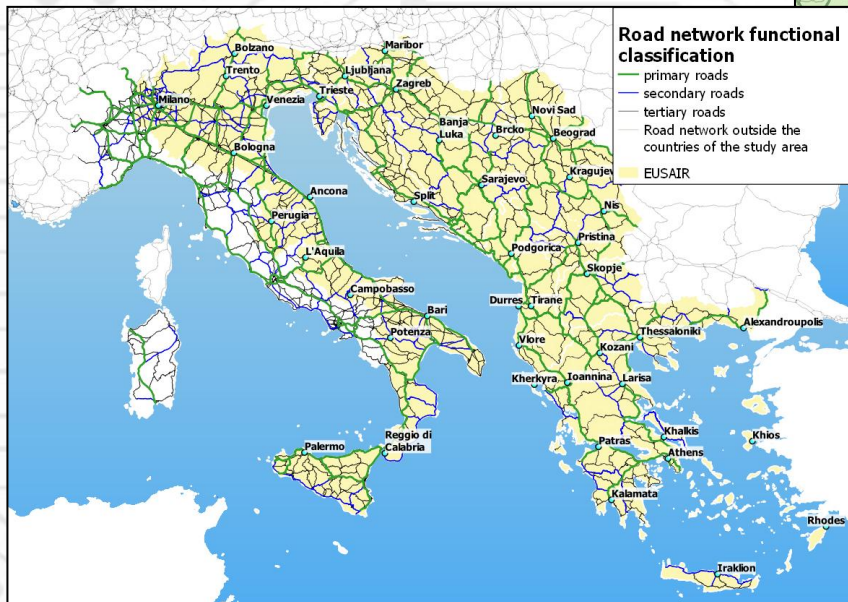 Road network functional
classification
primary roads
secondary roads
tertiary roads
Road network outside the
countries of the study area
EUSAIR
Maribor
Bolzano
Trento
Ljubljana
Zagreb
Milano
Venezia
Trieste
Novi Sad
Banja
Luka
Brcko
Beograd
Bologna
Sarajevo
Kragujev
Ancona
Split
Nis
Perugia
Pristina
L'Aquila
Podgorica
Skopje
Campobasso
Bari
Durres
Tirane
Potenza
Thessaloniki
Alexandroupolis
Vlore
Kozani
Kherkyra
Ioannina
Larisa
Reggio di
Calabria
Palermo
Khalkis
Khios
Patras
Athens
Kalamata
Rhodes
Iraklion